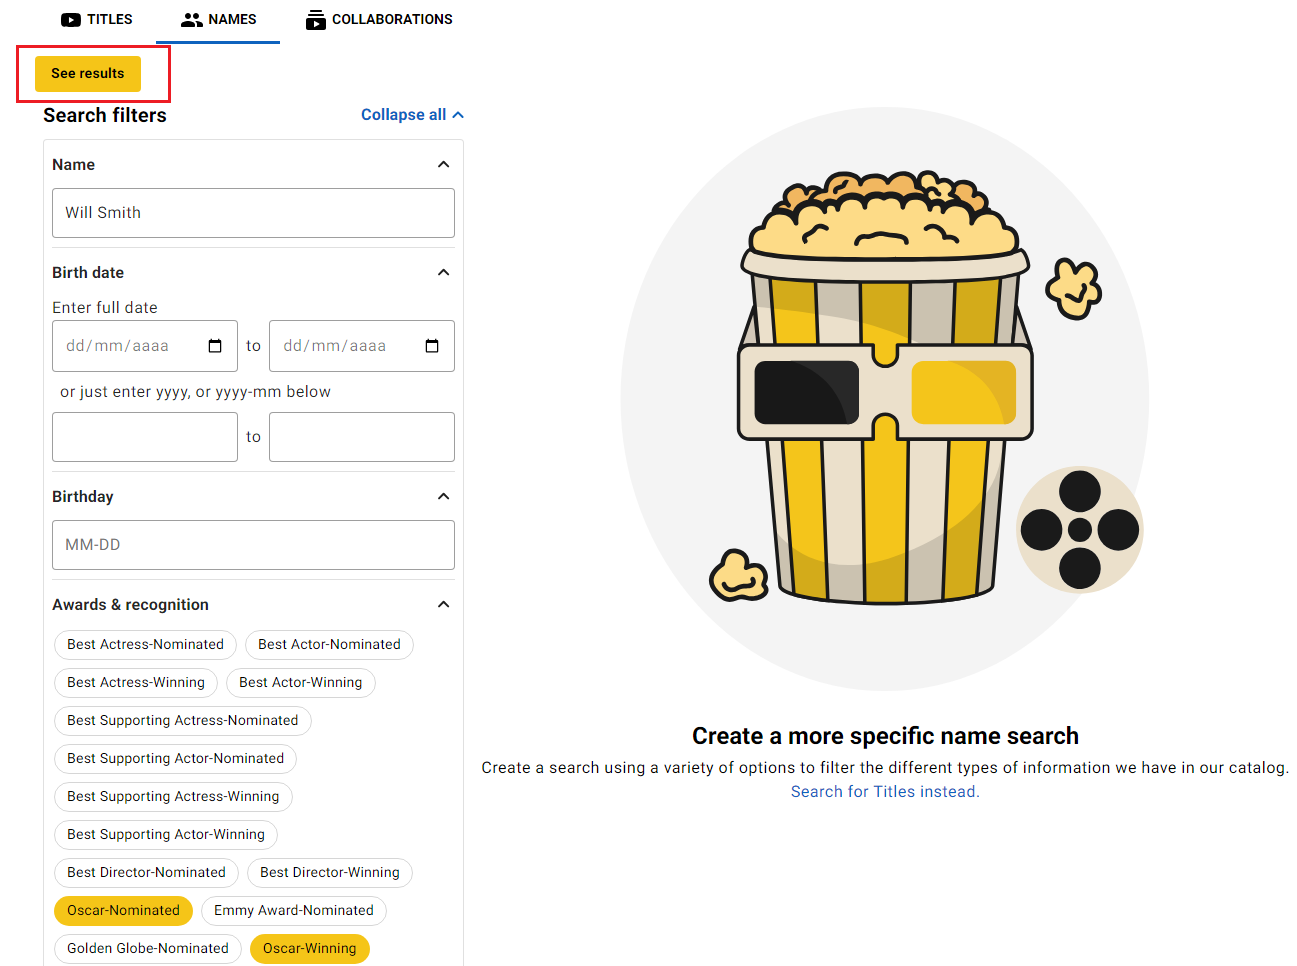 TITLES NAMES COLLABORATIONS
See results
Search filters Collapse all
Name
Will Smith
Birth date
Enter full date
dd/mm/aaaa to dd/mm/aaaa
or just enter yyyy, or yyyy-mm below
to
Birthday
MM-DD
Awards & recognition
Best Actress-Nominated Best Actor-Nominated
Best Actress-Winning Best Actor-Winning
Best Supporting Actress-Nominated
Best Supporting Actor-Nominated
Best Supporting Actress-Winning
Best Supporting Actor-Winning
Best Director-Nominated Best Director-Winning
Oscar-Nominated Emmy Award-Nominated
Golden Globe-Nominated Oscar-Winning
Create a more specific name search
Create a search using a variety of options to filter the different types of information we have in our catalog.
Search for Titles instead.